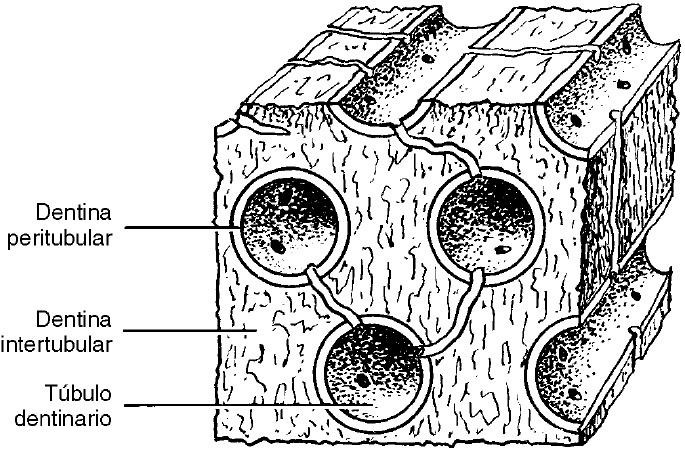 Dentina
peritubular
Dentina
intertubular
Túbulo
dentinario